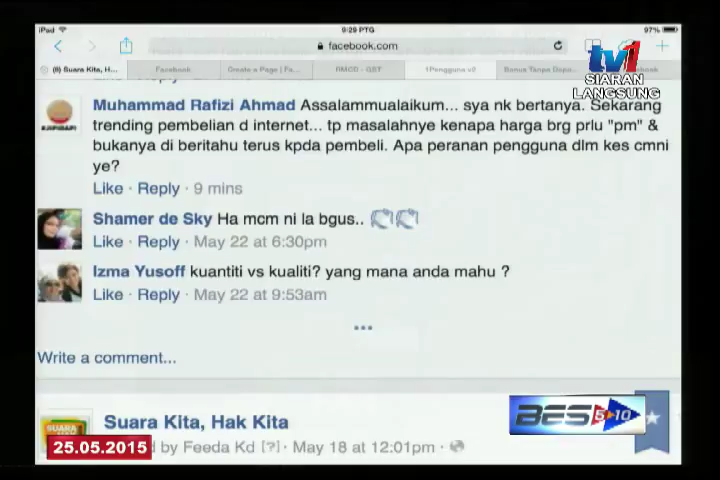 iPad 9:29 PTG 97%
facebook.com
tv1
SIARAN
LANGSUNG
(6) Suara Kita, H... Facebook Create a Page | Fa... RMCD - GST 1Pengguna v2 Bonus Tanpa Dapa...
Muhammad Rafizi Ahmad Assalammualaikum... sya nk bertanya. Sekarang
trending pembelian d internet... tp masalahnye kenapa harga brg prlu "pm" &
bukanya di beritahu terus kpda pembeli. Apa peranan pengguna dlm kes cmni
ye?
Like · Reply · 9 mins
Shamer de Sky Ha mcm ni la bgus..
Like · Reply · May 22 at 6:30pm
Izma Yusoff kuantiti vs kualiti? yang mana anda mahu ?
Like · Reply · May 22 at 9:53am
Write a comment...
Suara Kita, Hak Kita
d by Feeda Kd [?] · May 18 at 12:01pm ·
BES 5-10
25.05.2015